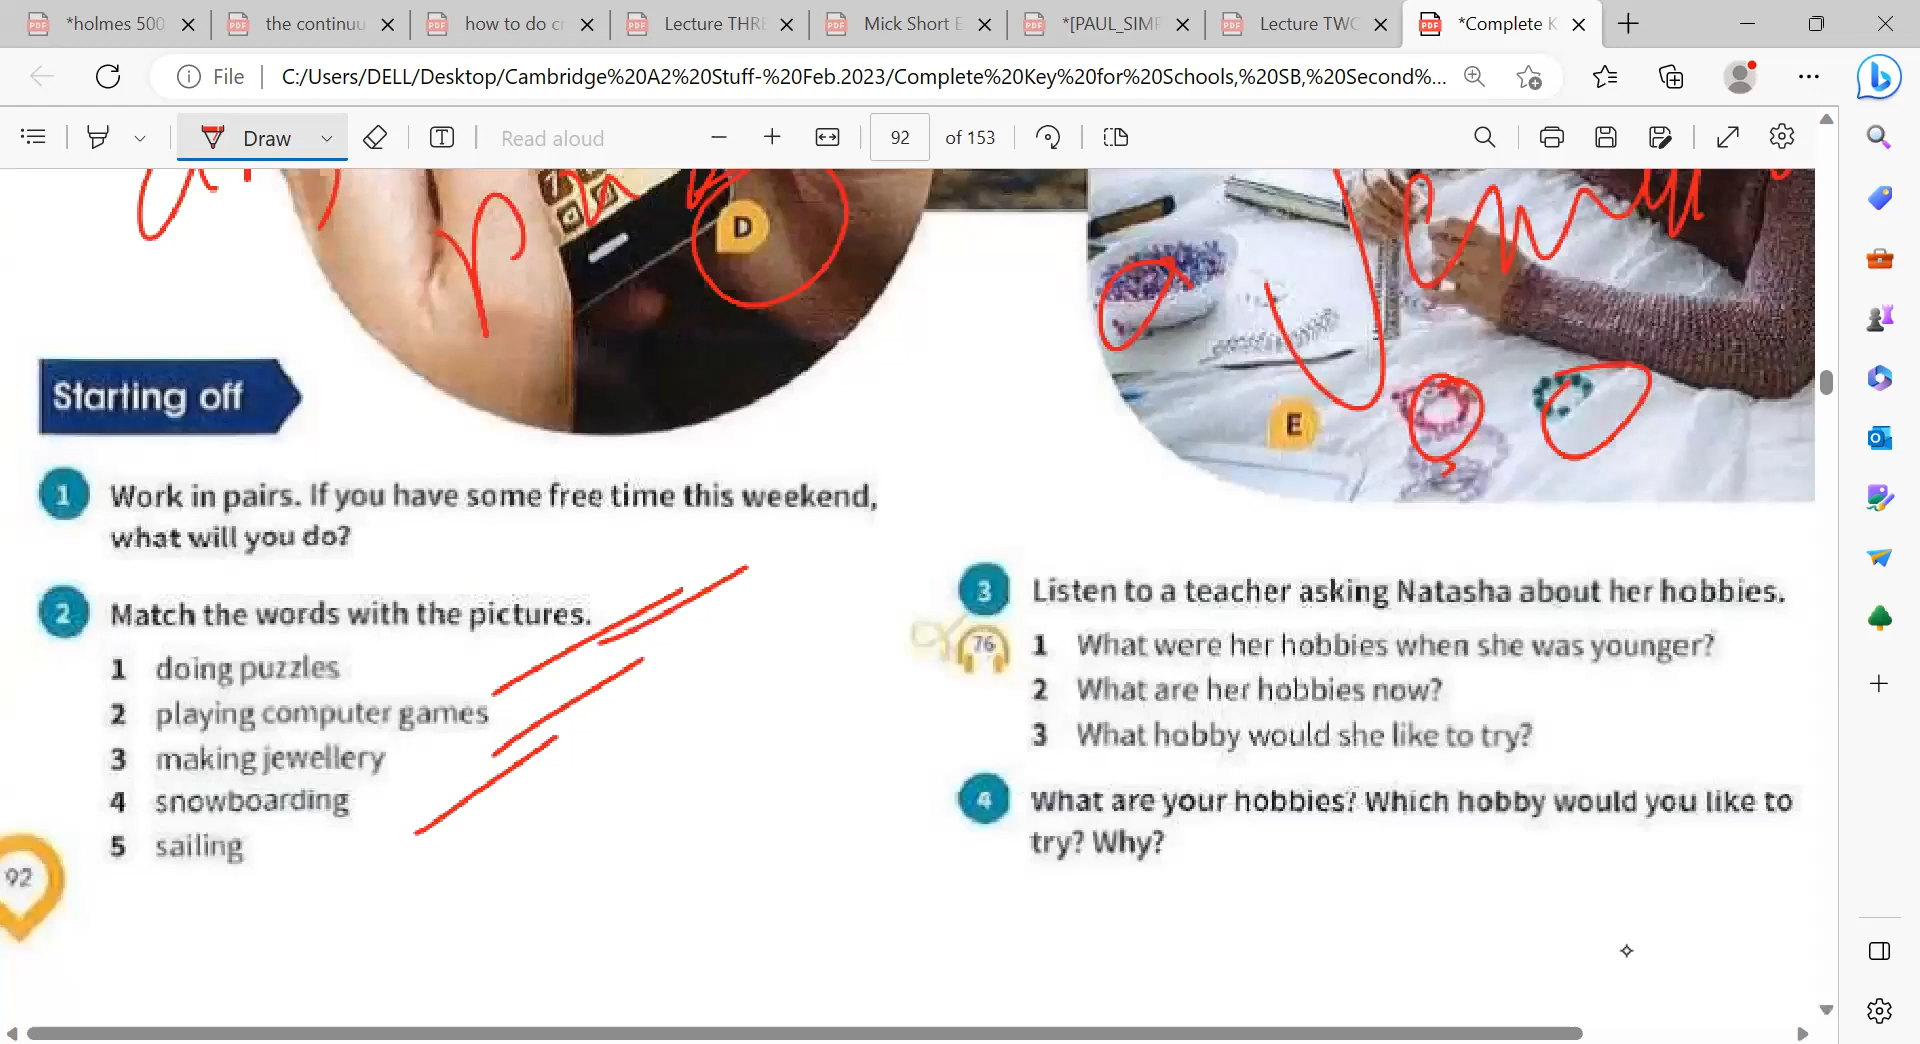 *holmes 500
the continuu
how to do cr
Lecture THRE
Mick Short E
*[PAUL_SIMP
Lecture TWO
*Complete K
File
C:/Users/DELL/Desktop/Cambridge%20A2%20Stuff-%20Feb.2023/Complete%20Key%20for%20Schools,%20SB,%20Second%...
Draw
Read aloud
92
of 153
D
E
Starting off
1 Work in pairs. If you have some free time this weekend,
what will you do?
2 Match the words with the pictures.
1 doing puzzles
2 playing computer games
3 making jewellery
4 snowboarding
5 sailing
92
3 Listen to a teacher asking Natasha about her hobbies.
76
1 What were her hobbies when she was younger?
2 What are her hobbies now?
3 What hobby would she like to try?
4 What are your hobbies? Which hobby would you like to
try? Why?